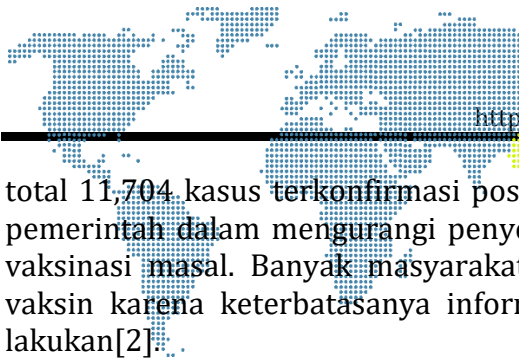 http
total 11,704 kasus terkonfirmasi pos
pemerintah dalam mengurangi penye
vaksinasi masal. Banyak masyarakat
vaksin karena keterbatasanya infor
lakukan[2].